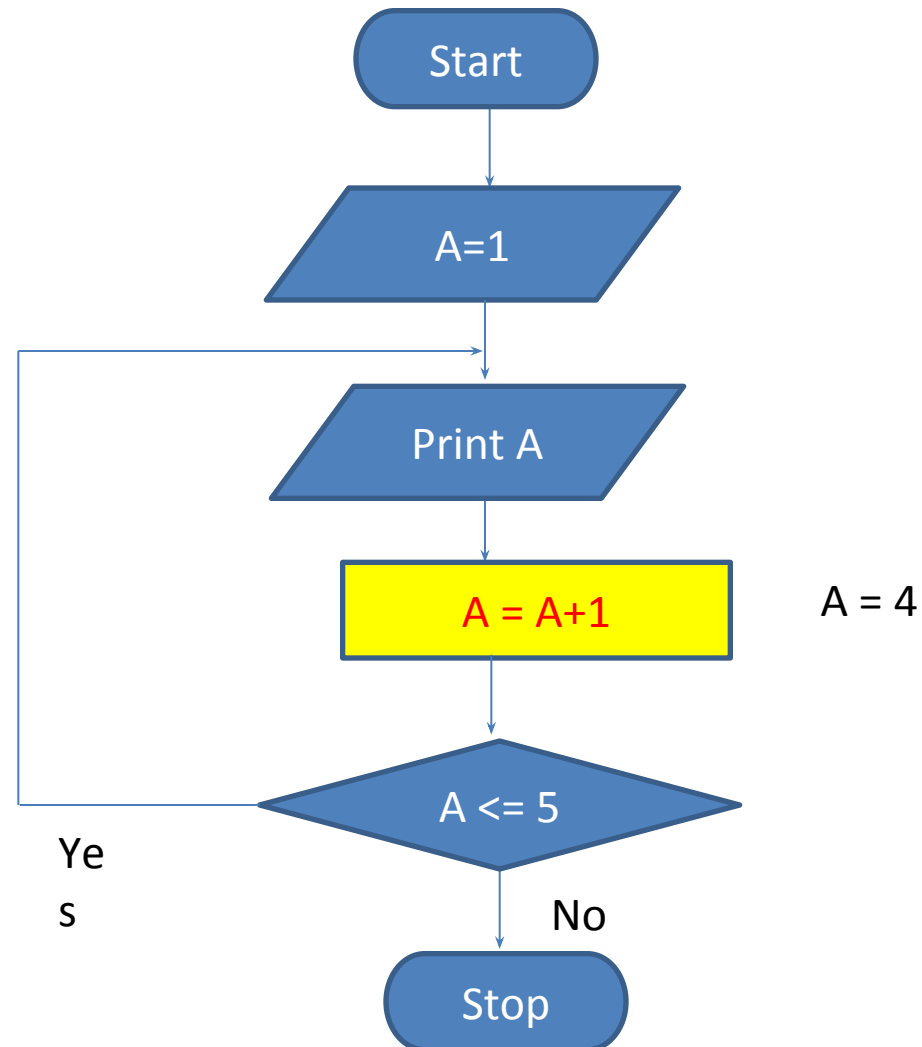 Start
A=1
Print A
A = A+1
A = 4
A <= 5
Ye
s
No
Stop